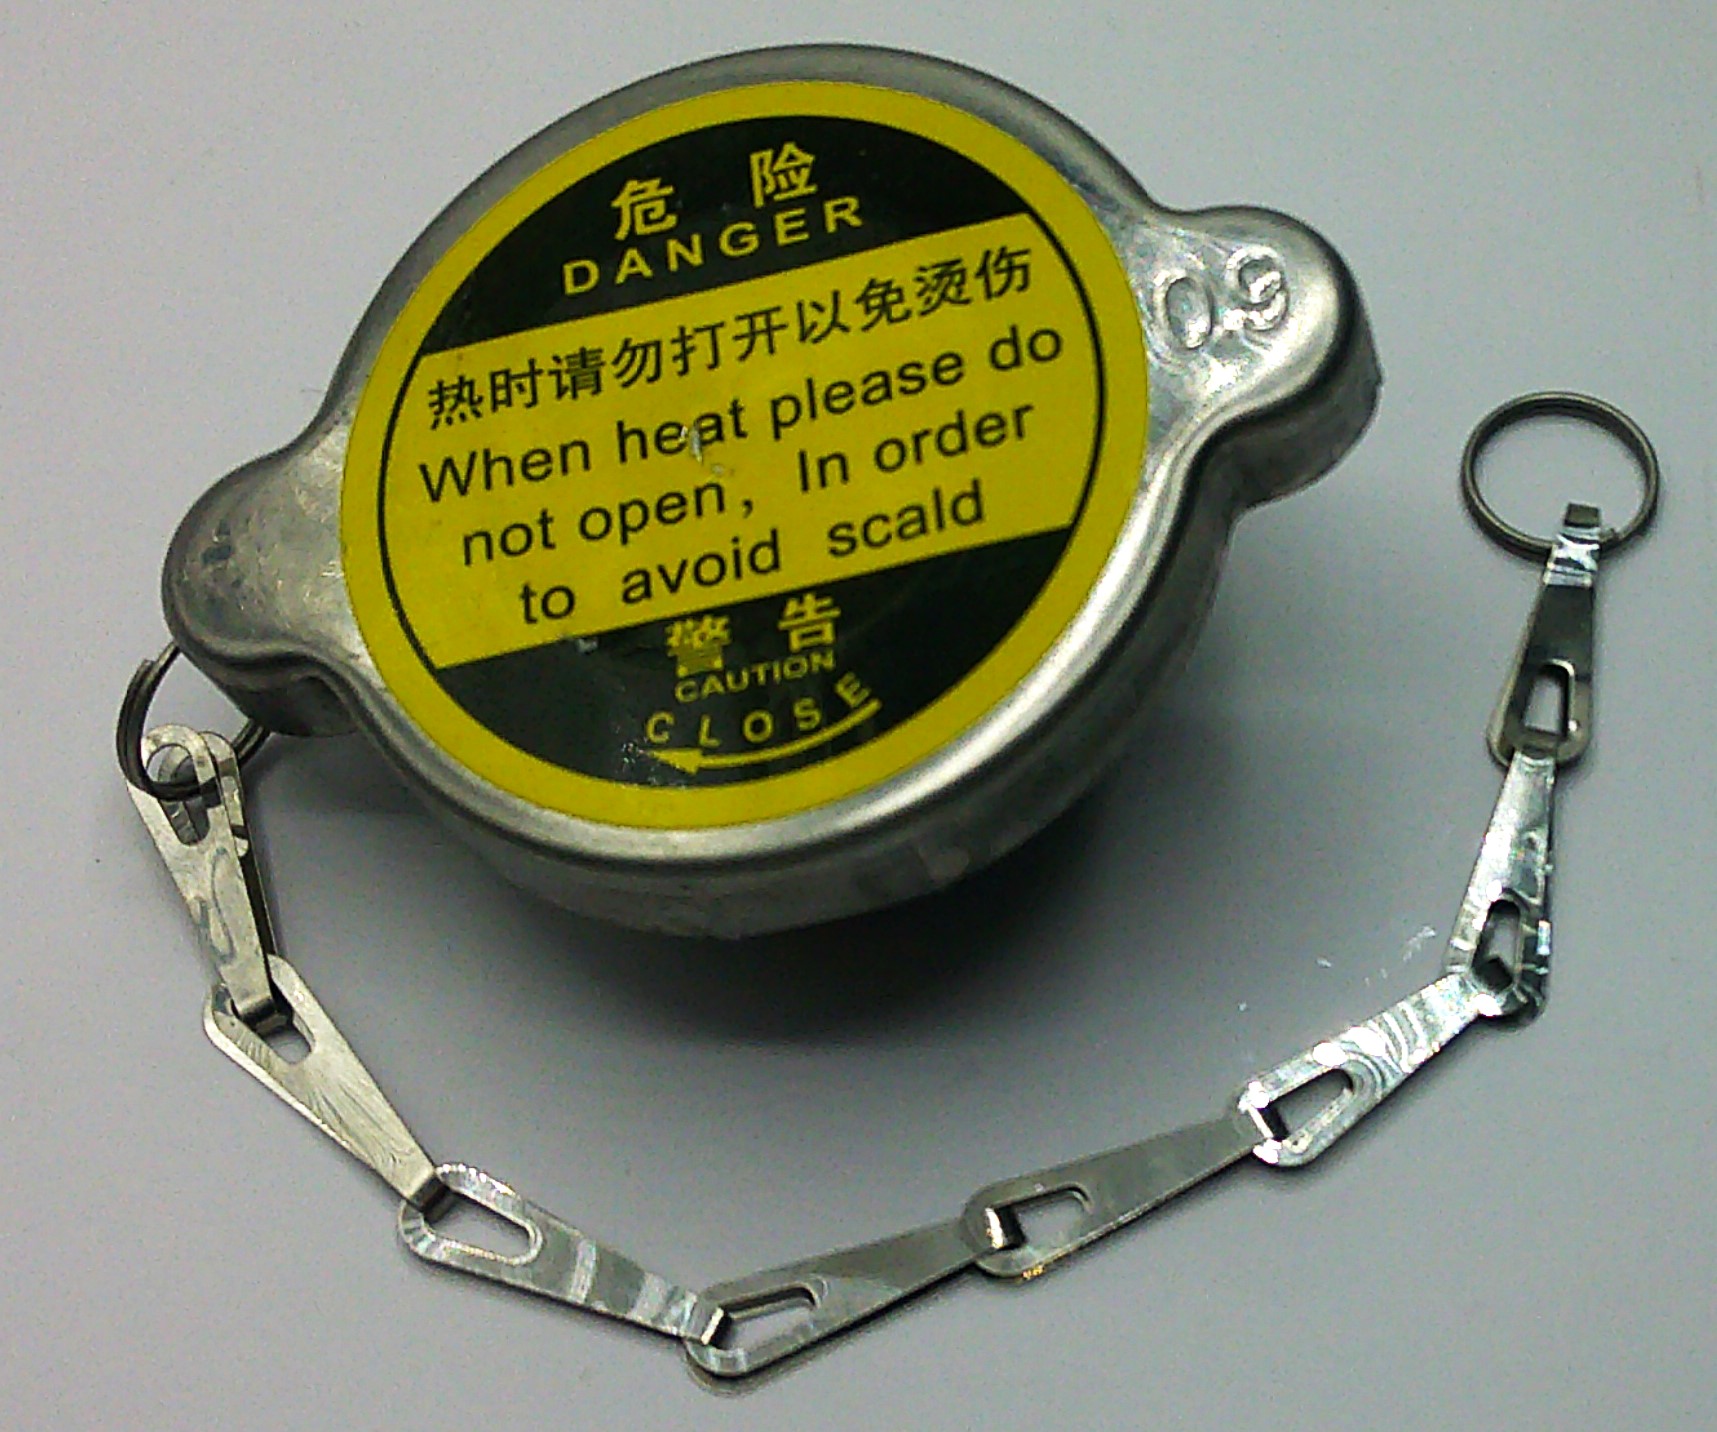 危 险
DANGER
热时请勿打开以免烫伤
When heat please do
not open, In order
to avoid scald
警 告
CAUTION
CLOSE
0.9